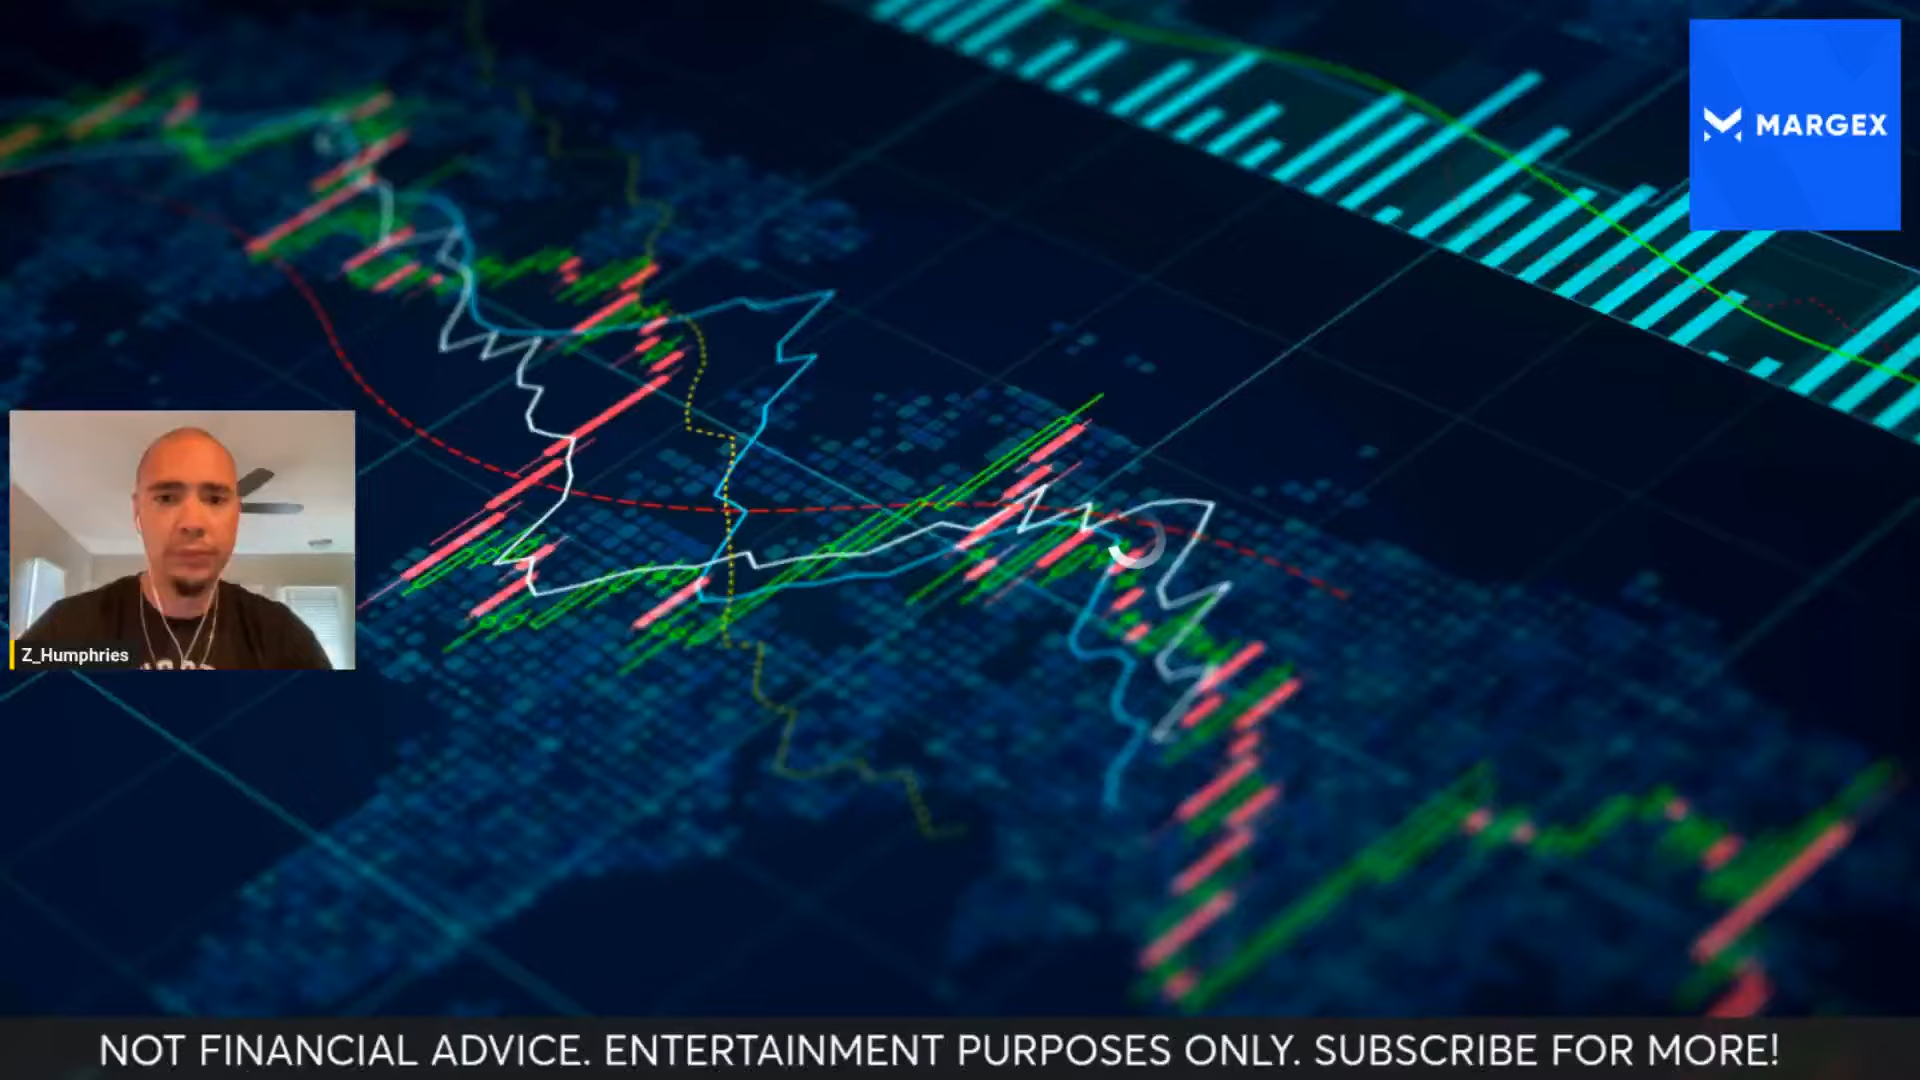 MARGEX
Z_Humphries
NOT FINANCIAL ADVICE. ENTERTAINMENT PURPOSES ONLY. SUBSCRIBE FOR MORE!